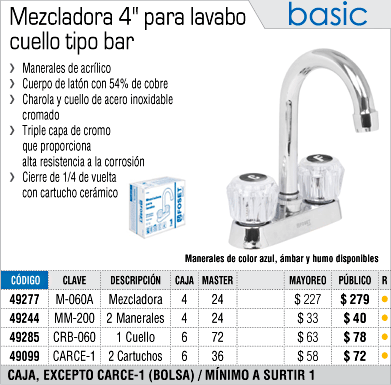 Mezcladora 4" para lavabo
cuello tipo bar
basic
Manerales de acrílico
Cuerpo de latón con 54% de cobre
Charola y cuello de acero inoxidable
cromado
Triple capa de cromo
que proporciona
alta resistencia a la corrosión
Cierre de 1/4 de vuelta
con cartucho cerámico
FOSET
Manerales de color azul, ámbar y humo disponibles
CÓDIGO CLAVE DESCRIPCIÓN CAJA MASTER MAYOREO PÚBLICO R
49277 M-060A Mezcladora 4 24 $ 227 $ 279
49244 MM-200 2 Manerales 4 24 $ 33 $ 40
49285 CRB-060 1 Cuello 6 72 $ 63 $ 78
49099 CARCE-1 2 Cartuchos 6 36 $ 58 $ 72
CAJA, EXCEPTO CARCE-1 (BOLSA) / MÍNIMO A SURTIR 1